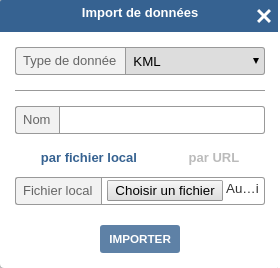 Import de données
Type de donnée KML
Nom
par fichier local par URL
Fichier local Choisir un fichier Au…i
IMPORTER